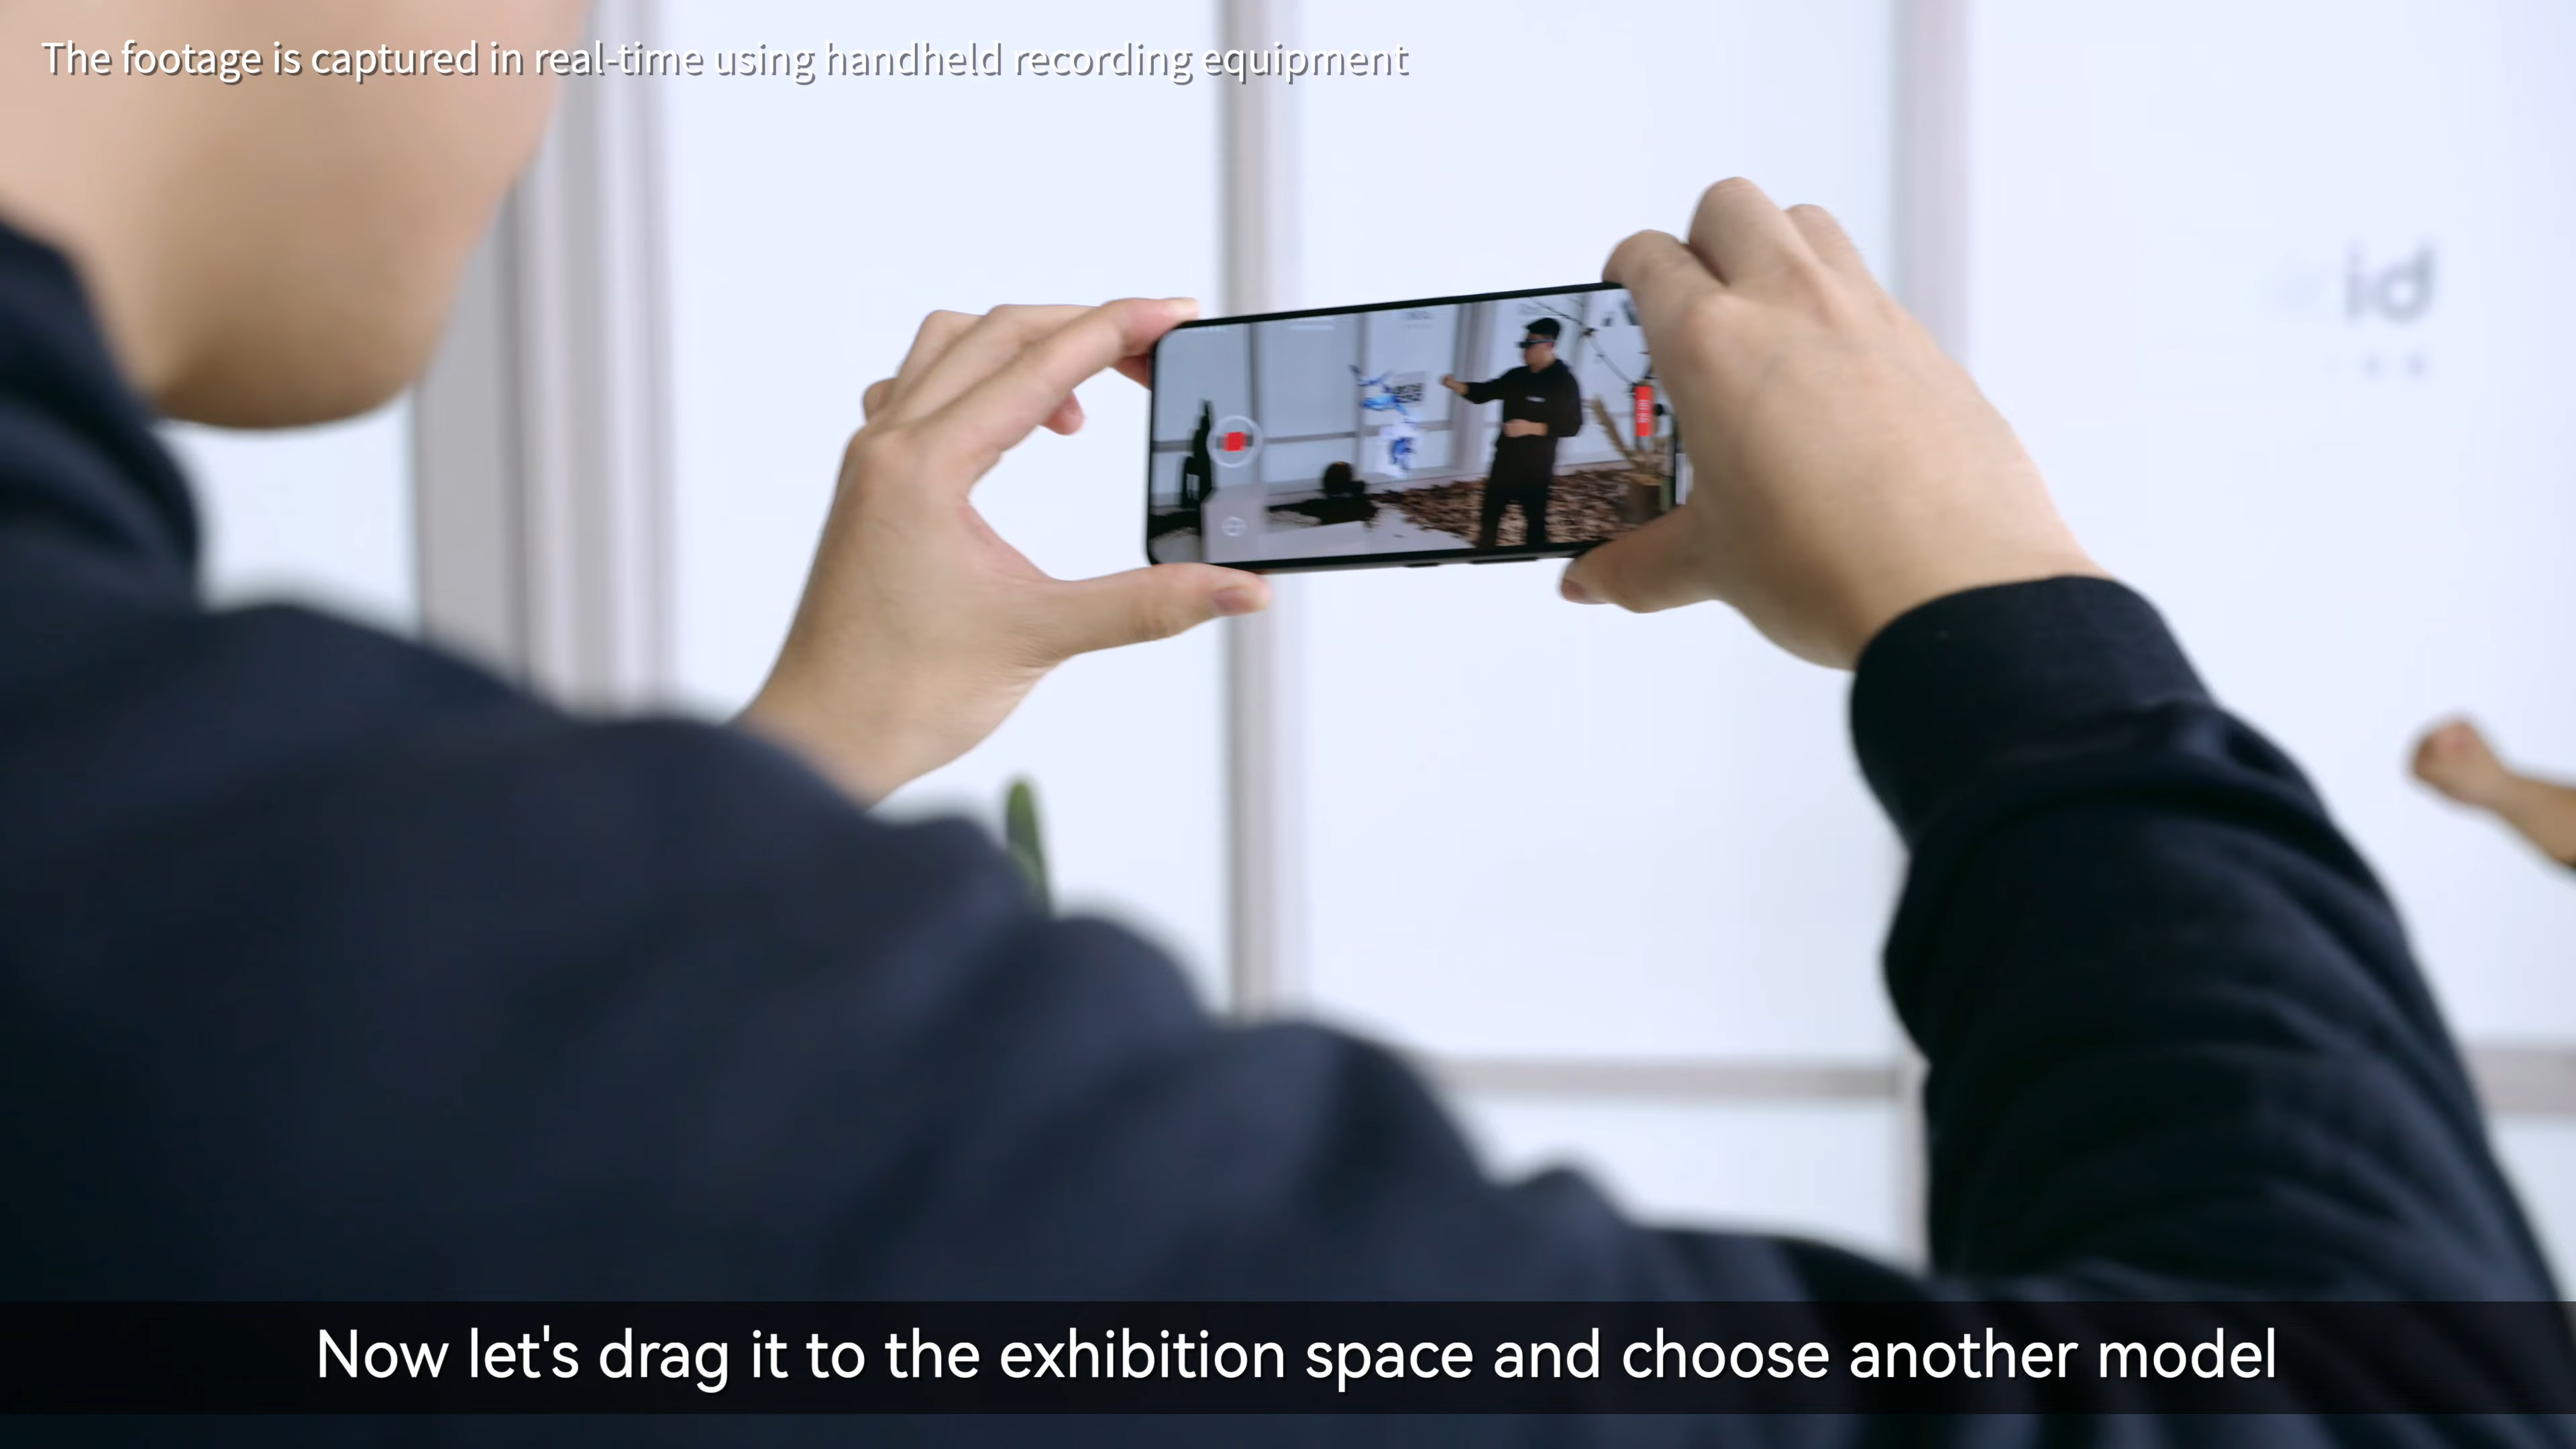 The footage is captured in real-time using handheld recording equipment
id
Now let's drag it to the exhibition space and choose another model